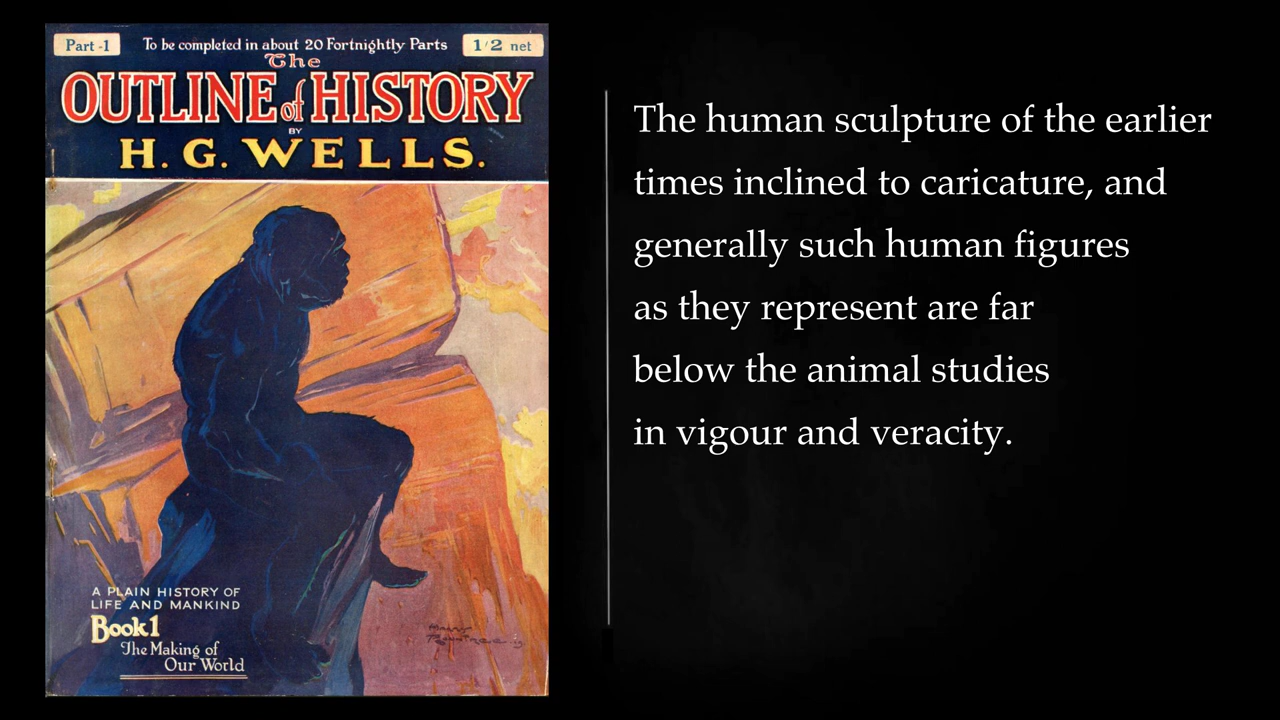 Part -1
To be completed in about 20 Fortnightly Parts
1/2 net
The
OUTLINE of HISTORY
BY
H. G. WELLS.
A PLAIN HISTORY OF
LIFE AND MANKIND
Book 1
The Making of
Our World
The human sculpture of the earlier
times inclined to caricature, and
generally such human figures
as they represent are far
below the animal studies
in vigour and veracity.